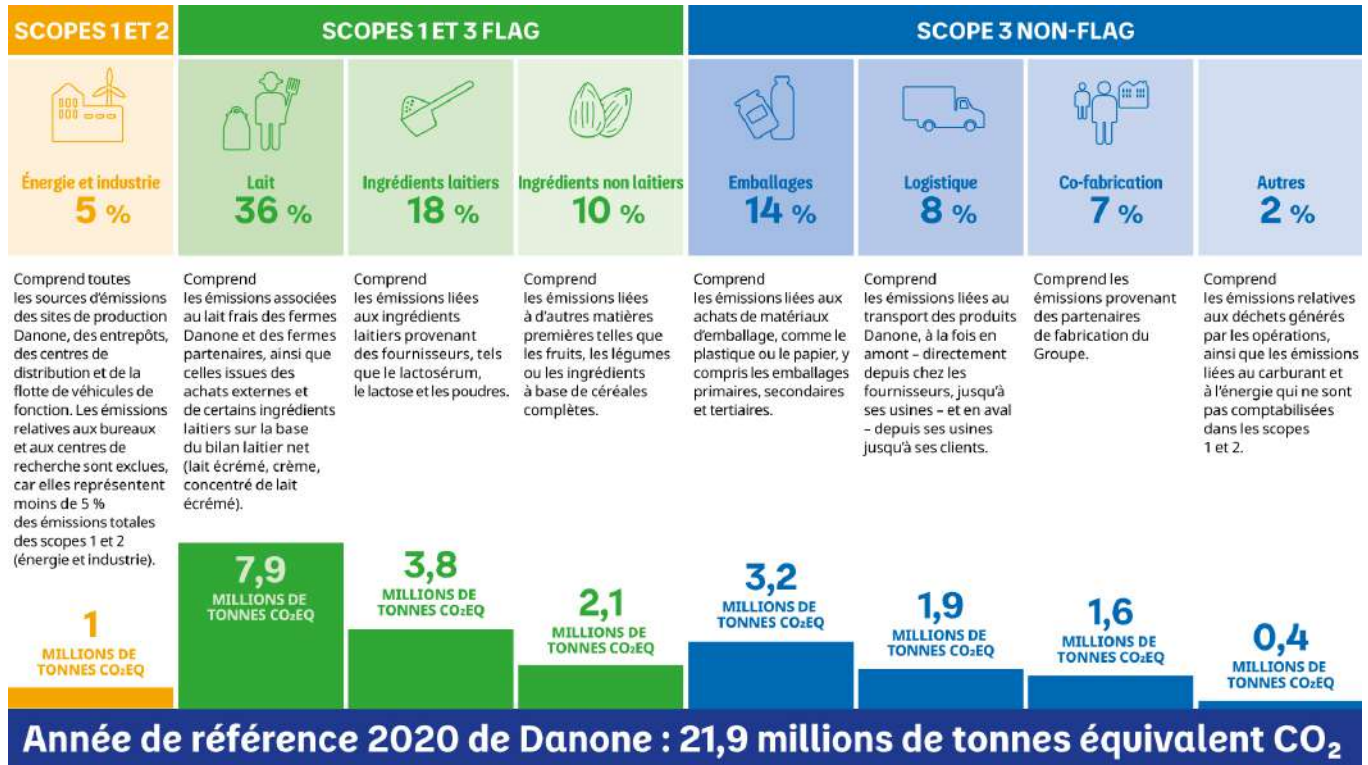 SCOPES 1 ET 2
SCOPES 1 ET 3 FLAG
SCOPE 3 NON-FLAG
Énergie et industrie
5 %
Lait
36 %
Ingrédients laitiers
18 %
Ingrédients non laitiers
10 %
Emballages
14 %
Logistique
8 %
Co-fabrication
7 %
Autres
2 %
Comprend toutes
les sources d'émissions
des sites de production
Danone, des entrepôts,
des centres de
distribution et de la
flotte de véhicules de
fonction. Les émissions
relatives aux bureaux
et aux centres de
recherche sont exclues,
car elles représentent
moins de 5 %
des émissions totales
des scopes 1 et 2
(énergie et industrie).
Comprend
les émissions associées
au lait frais des fermes
Danone et des fermes
partenaires, ainsi que
celles issues des
achats externes et
de certains ingrédients
laitiers sur la base
du bilan laitier net
(lait écrémé, crème,
concentré de lait
écrémé).
Comprend
les émissions liées
aux ingrédients
laitiers provenant
des fournisseurs, tels
que le lactosérum,
le lactose et les poudres.
Comprend
les émissions liées
à d'autres matières
premières telles que
les fruits, les légumes
ou les ingrédients
à base de céréales
complètes.
Comprend
les émissions liées aux
achats de matériaux
d'emballage, comme le
plastique ou le papier, y
compris les emballages
primaires, secondaires
et tertiaires.
Comprend
les émissions liées au
transport des produits
Danone, à la fois en
amont – directement
depuis chez les
fournisseurs, jusqu'à
ses usines – et en aval
– depuis ses usines
jusqu'à ses clients.
Comprend les
émissions provenant
des partenaires
de fabrication du
Groupe.
Comprend
les émissions relatives
aux déchets générés
par les opérations,
ainsi que les émissions
liées au carburant et
à l'énergie qui ne sont
pas comptabilisées
dans les scopes
1 et 2.
1
MILLIONS DE
TONNES CO₂EQ
7,9
MILLIONS DE
TONNES CO₂EQ
3,8
MILLIONS DE
TONNES CO₂EQ
2,1
MILLIONS DE
TONNES CO₂EQ
3,2
MILLIONS DE
TONNES CO₂EQ
1,9
MILLIONS DE
TONNES CO₂EQ
1,6
MILLIONS DE
TONNES CO₂EQ
0,4
MILLIONS DE
TONNES CO₂EQ
Année de référence 2020 de Danone : 21,9 millions de tonnes équivalent CO₂